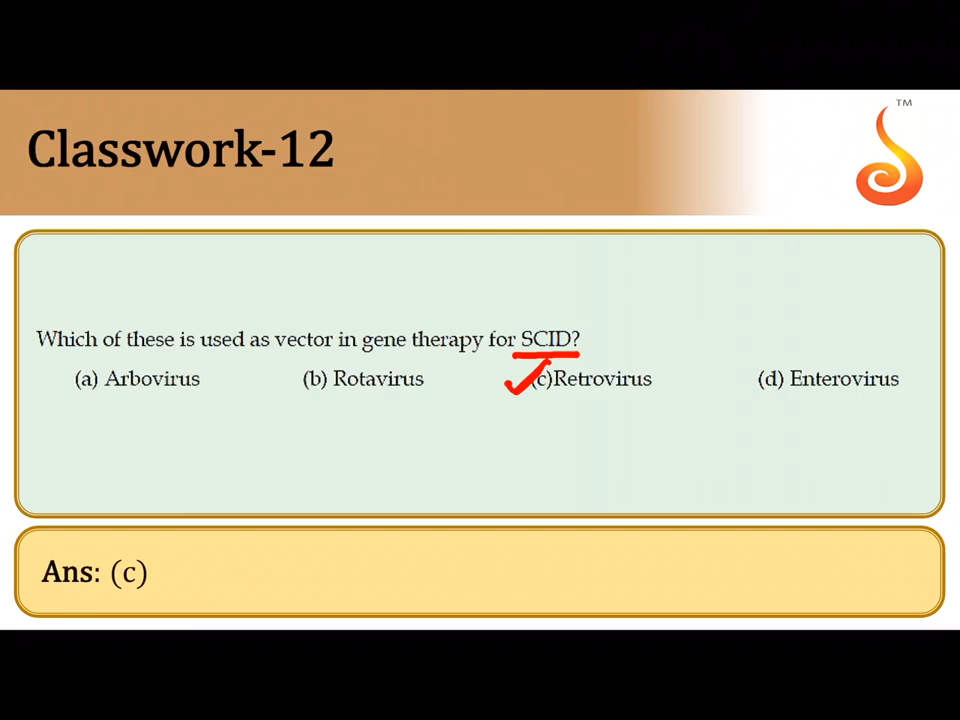 TM
Classwork-12
Which of these is used as vector in gene therapy for SCID?
(a) Arbovirus (b) Rotavirus (c)Retrovirus (d) Enterovirus
Ans: (c)